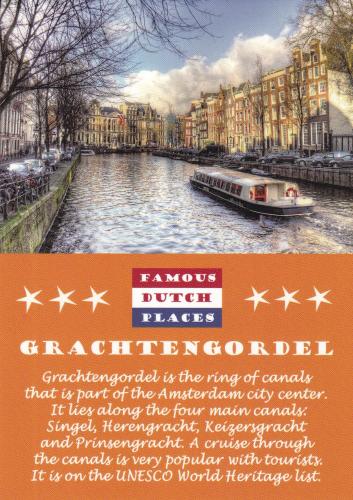 FAMOUS
DUTCH
PLACES
GRACHTENGORDEL
Grachtengordel is the ring of canals
that is part of the Amsterdam city center.
It lies along the four main canals:
Singel, Herengracht, Keizersgracht
and Prinsengracht. A cruise through
the canals is very popular with tourists.
It is on the UNESCO World Heritage list.